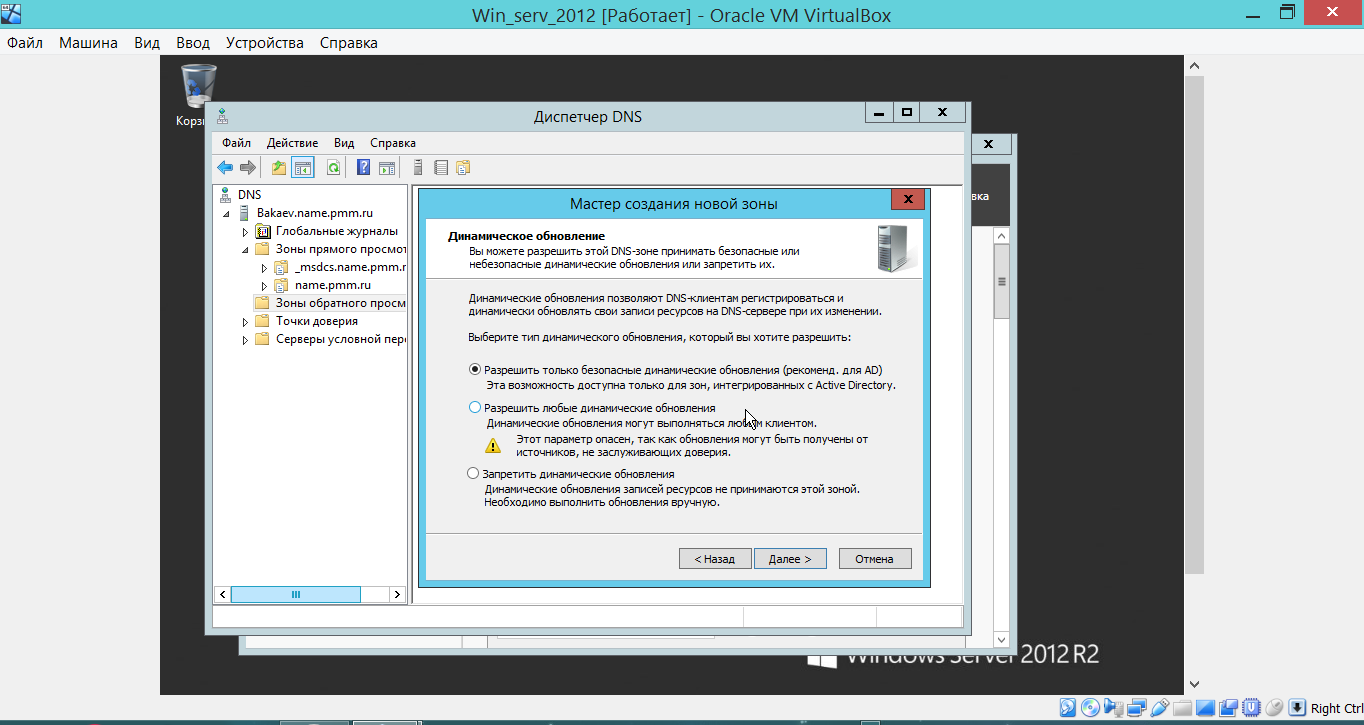 Win_serv_2012 [Работает] - Oracle VM VirtualBox
Файл Машина Вид Ввод Устройства Справка
Диспетчер DNS
Файл Действие Вид Справка
DNS
Bakaev.name.pmm.ru
Глобальные журналы
Зоны прямого просмот
_msdcs.name.pmm.r
name.pmm.ru
Зоны обратного просм
Точки доверия
Серверы условной пере
Мастер создания новой зоны
Динамическое обновление
Вы можете разрешить этой DNS-зоне принимать безопасные или
небезопасные динамические обновления или запретить их.
Динамические обновления позволяют DNS-клиентам регистрироваться и
динамически обновлять свои записи ресурсов на DNS-сервере при их изменении.
Выберите тип динамического обновления, который вы хотите разрешить:
Разрешить только безопасные динамические обновления (рекоменд. для AD)
Эта возможность доступна только для зон, интегрированных с Active Directory.
Разрешить любые динамические обновления
Динамические обновления могут выполняться любым клиентом.
Этот параметр опасен, так как обновления могут быть получены от
источников, не заслуживающих доверия.
Запретить динамические обновления
Динамические обновления записей ресурсов не принимаются этой зоной.
Необходимо выполнить обновления вручную.
< Назад Далее > Отмена
вка
Windows Server 2012 R2
Right Ctrl